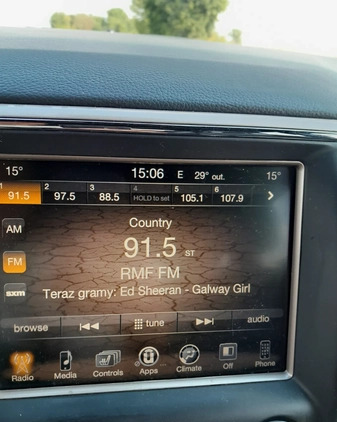 15° 15:06 E 29° out. 15°
1 2 3 4 5 6
91.5 97.5 88.5 HOLD to set 105.1 107.9
AM
Country
91.5 ST
FM
RMF FM
sxm
Teraz gramy: Ed Sheeran - Galway Girl
browse tune audio
Radio Media Controls Apps Climate Off Phone